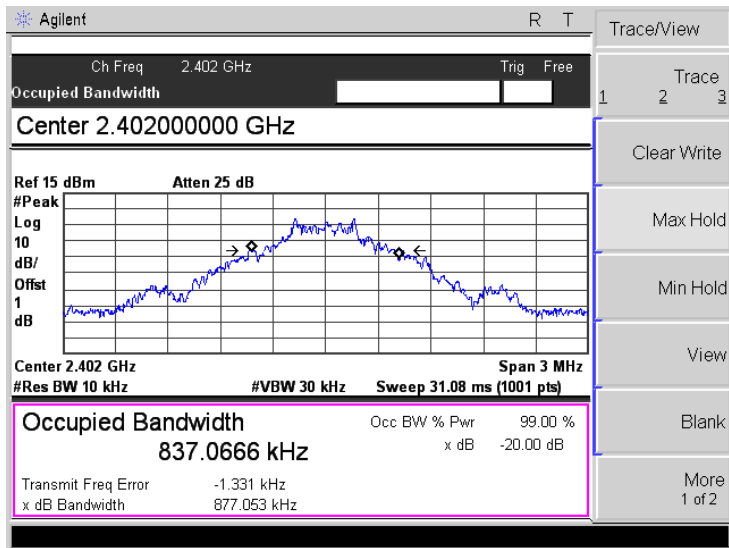 Agilent R T
Trace/View
Ch Freq 2.402 GHz Trig Free
Occupied Bandwidth
Trace
1 2 3
Center 2.402000000 GHz
Clear Write
Ref 15 dBm Atten 25 dB
#Peak
Log
10
dB/
Offst
1
dB
Max Hold
Min Hold
View
Center 2.402 GHz Span 3 MHz
#Res BW 10 kHz #VBW 30 kHz Sweep 31.08 ms (1001 pts)
Occupied Bandwidth Occ BW % Pwr 99.00 %
837.0666 kHz x dB -20.00 dB
Blank
Transmit Freq Error -1.331 kHz
x dB Bandwidth 877.053 kHz
More
1 of 2